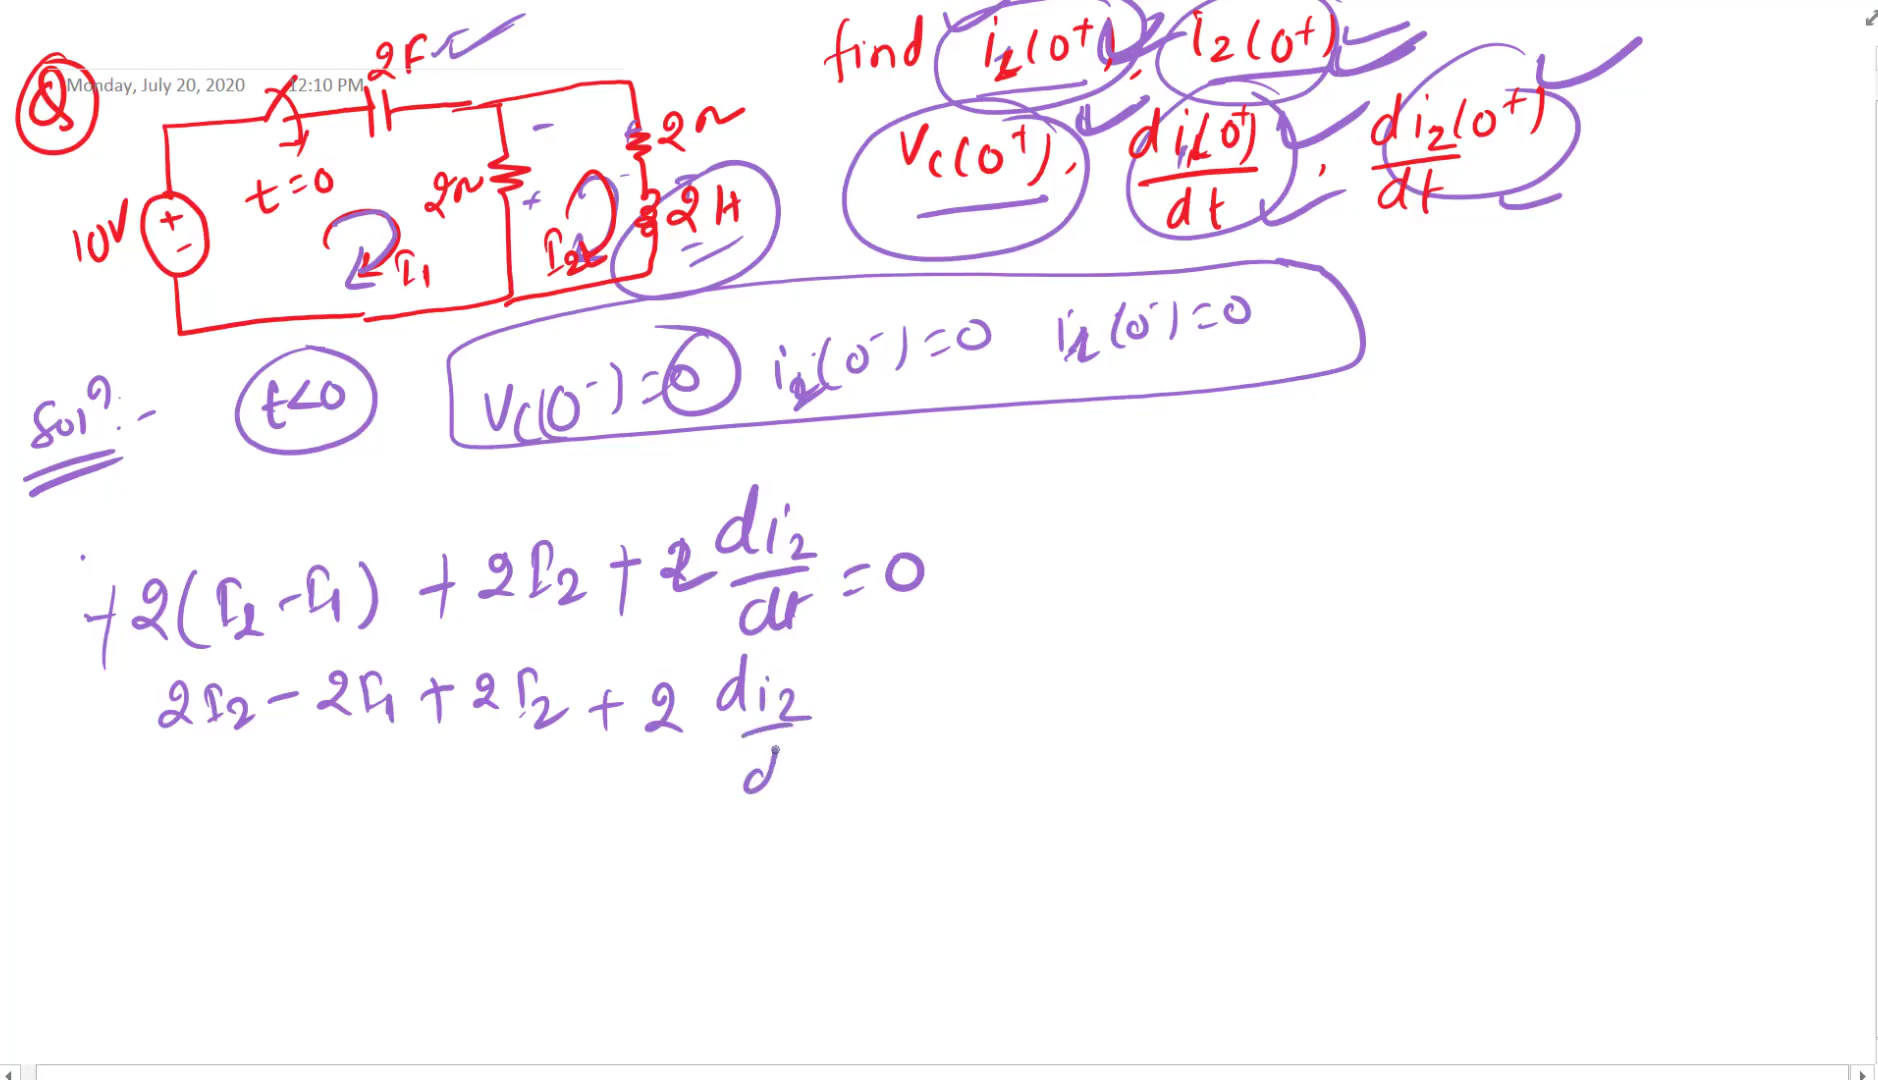 Q
Monday, July 20, 2020 12:10 PM
2F
find i1(0+), i2(0+)
Vc(0+), di1(0+)/dt, di2(0+)/dt
10V + -
t=0
2Ω
2Ω
2H
I1
I2
- +
Soln:-
t<0
Vc(0-)=0 i2(0-)=0 i1(0-)=0
+2(I2-I1) + 2I2 + 2 di2/dt = 0
2I2 - 2I1 + 2I2 + 2 di2/d